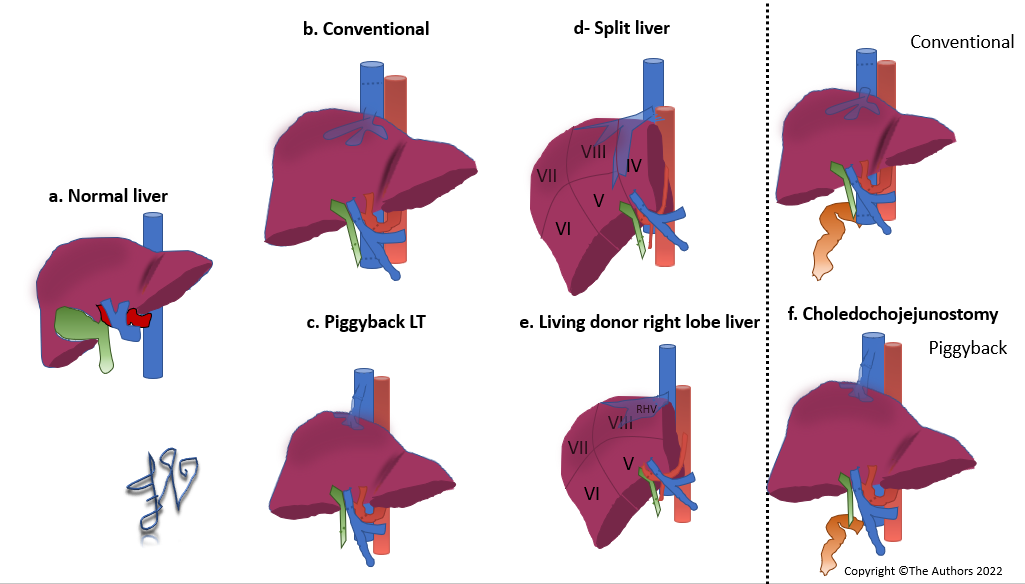 b. Conventional
d- Split liver
Conventional
VIII
IV
VII
V
VI
a. Normal liver
c. Piggyback LT
e. Living donor right lobe liver
f. Choledochojejunostomy
Piggyback
RHV
VIII
VII
V
VI
Copyright ©The Authors 2022